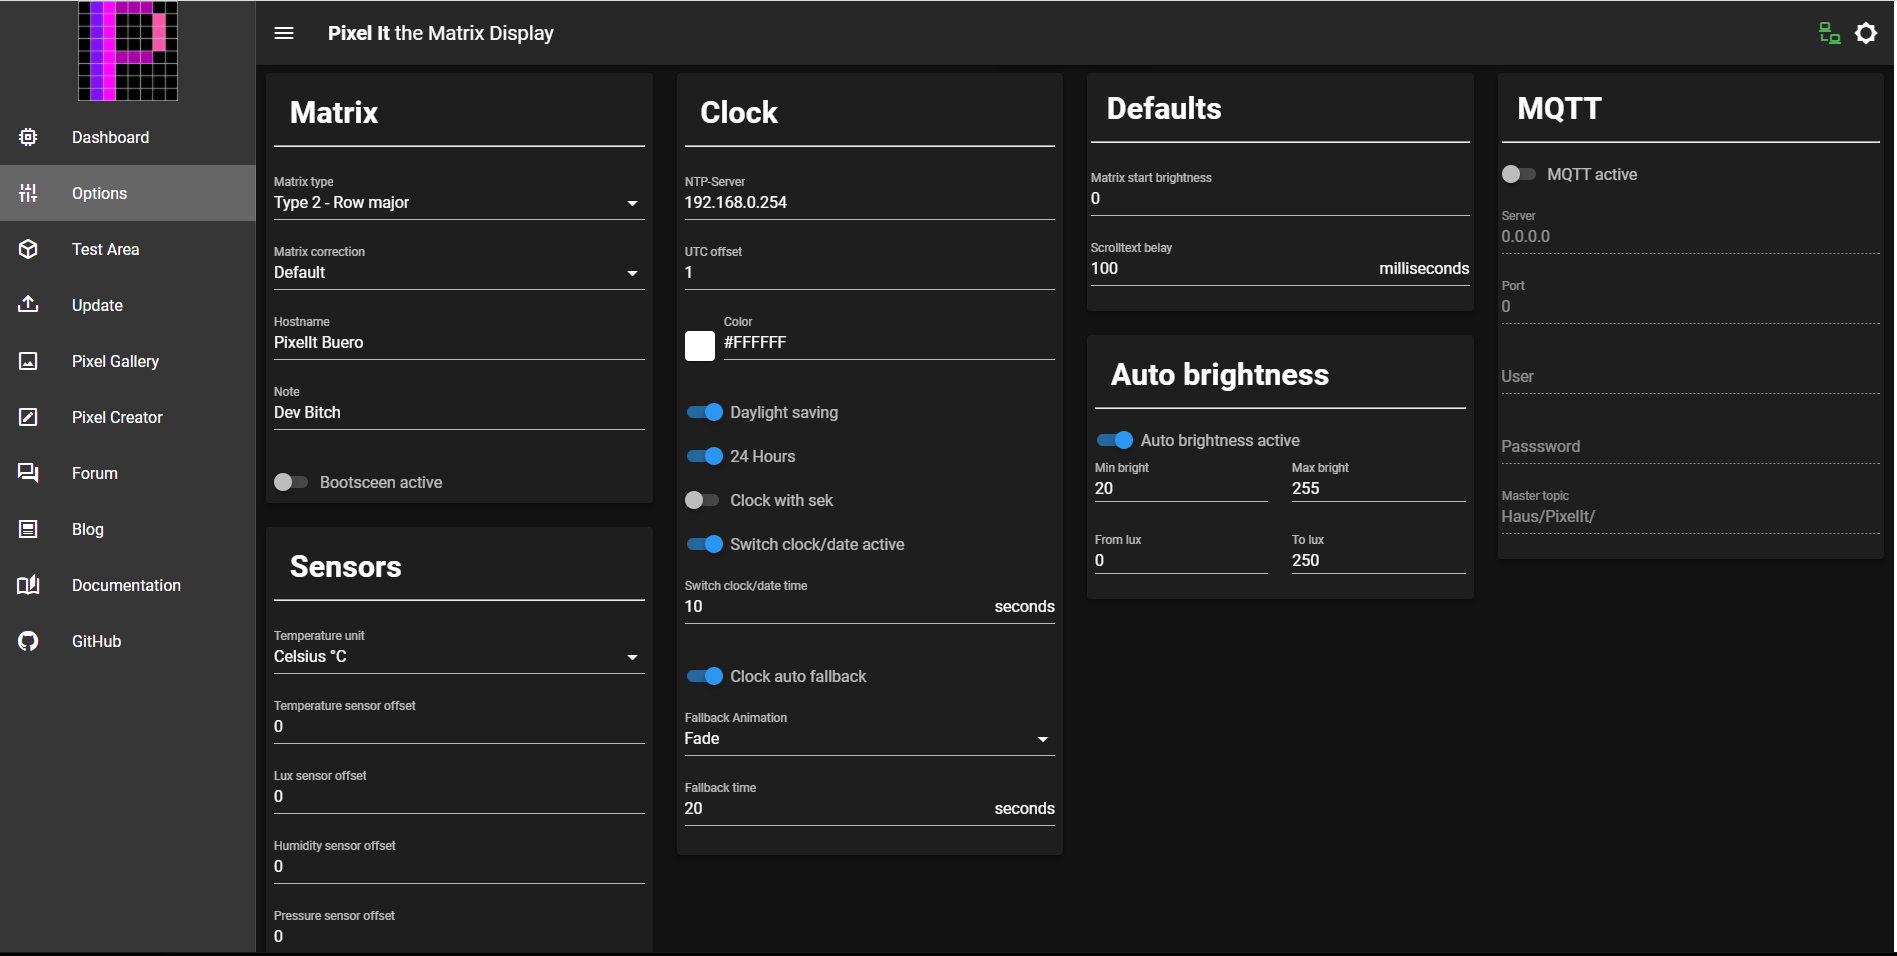 Pixel It the Matrix Display
Dashboard
Options
Test Area
Update
Pixel Gallery
Pixel Creator
Forum
Blog
Documentation
GitHub
Matrix
Matrix type
Type 2 - Row major
Matrix correction
Default
Hostname
PixelIt Buero
Note
Dev Bitch
Bootsceen active
Sensors
Temperature unit
Celsius °C
Temperature sensor offset
0
Lux sensor offset
0
Humidity sensor offset
0
Pressure sensor offset
0
Clock
NTP-Server
192.168.0.254
UTC offset
1
Color
#FFFFFF
Daylight saving
24 Hours
Clock with sek
Switch clock/date active
Switch clock/date time
10 seconds
Clock auto fallback
Fallback Animation
Fade
Fallback time
20 seconds
Defaults
Matrix start brightness
0
Scrolltext belay
100 milliseconds
Auto brightness
Auto brightness active
Min bright Max bright
20 255
From lux To lux
0 250
MQTT
MQTT active
Server
0.0.0.0
Port
0
User
Passsword
Master topic
Haus/PixelIt/